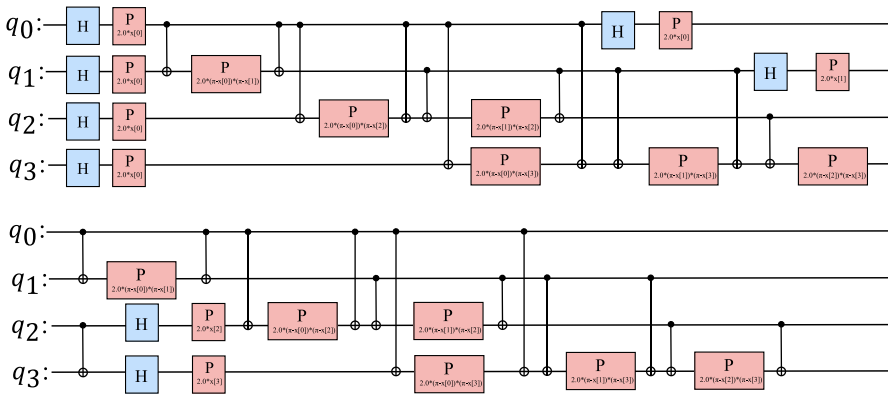 q0: H P 2.0*x[0] H P 2.0*x[0]
P 2.0*(π-x[0])*(π-x[1])
q1: H P 2.0*x[0] H P 2.0*x[1]
P 2.0*(π-x[0])*(π-x[2]) P 2.0*(π-x[1])*(π-x[2])
q2: H P 2.0*x[0]
P 2.0*(π-x[0])*(π-x[3]) P 2.0*(π-x[1])*(π-x[3]) P 2.0*(π-x[2])*(π-x[3])
q3: H P 2.0*x[0]
q0:
q1: P 2.0*(π-x[0])*(π-x[1])
q2: H P 2.0*x[2] P 2.0*(π-x[0])*(π-x[2]) P 2.0*(π-x[1])*(π-x[2])
q3: H P 2.0*x[3] P 2.0*(π-x[0])*(π-x[3]) P 2.0*(π-x[1])*(π-x[3]) P 2.0*(π-x[2])*(π-x[3])